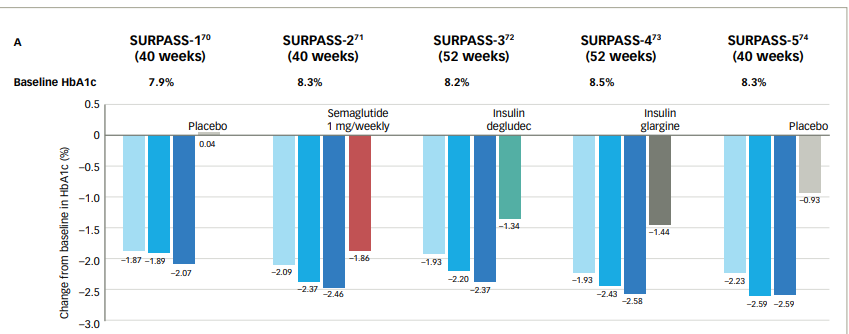 A
SURPASS-1⁷⁰ SURPASS-2⁷¹ SURPASS-3⁷² SURPASS-4⁷³ SURPASS-5⁷⁴
(40 weeks) (40 weeks) (52 weeks) (52 weeks) (40 weeks)
Baseline HbA1c 7.9% 8.3% 8.2% 8.5% 8.3%
Change from baseline in HbA1c (%)
0.5
0
−0.5
−1.0
−1.5
−2.0
−2.5
−3.0
Placebo
0.04
−1.87 −1.89
−2.07
Semaglutide
1 mg/weekly
−2.09
−2.37
−2.46
−1.86
Insulin
degludec
−1.93
−2.20
−2.37
−1.34
Insulin
glargine
−1.93
−2.43
−2.58
−1.44
Placebo
−2.23
−2.59 −2.59
−0.93